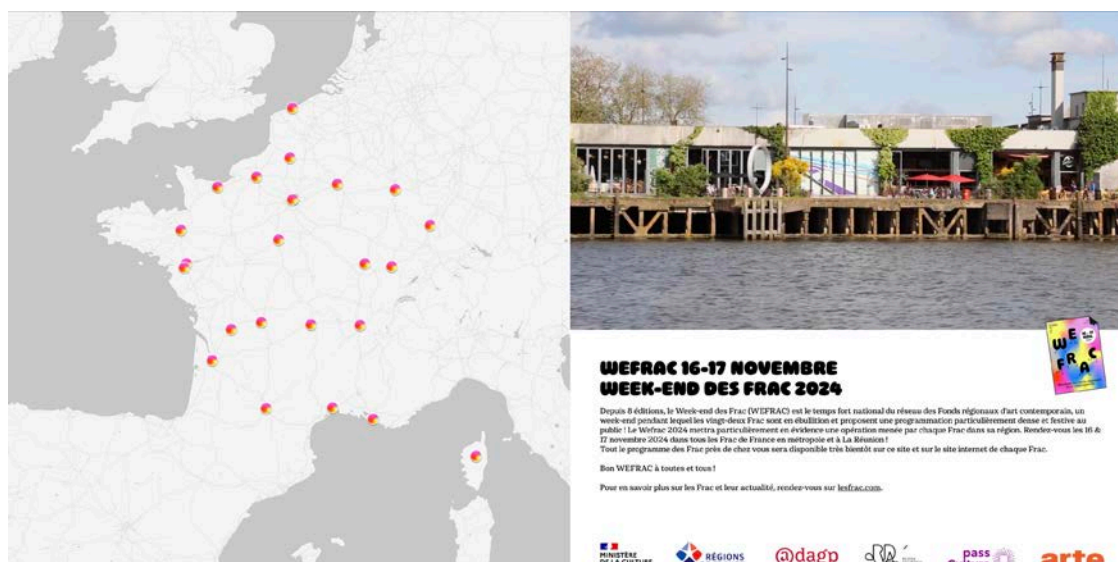 WEFRAC 16-17 NOVEMBRE
WEEK-END DES FRAC 2024
Depuis 8 éditions, le Week-end des Frac (WEFRAC) est le temps fort national du réseau des Fonds régionaux d'art contemporain, un
week-end pendant lequel les vingt-deux Frac sont en ébullition et proposent une programmation particulièrement dense et festive au
public ! Le Wefrac 2024 mettra particulièrement en évidence une opération menée par chaque Frac dans sa région. Rendez-vous les 16 &
17 novembre 2024 dans tous les Frac de France en métropole et à La Réunion !
Tout le programme des Frac près de chez vous sera disponible très bientôt sur ce site et sur le site internet de chaque Frac.
Bon WEFRAC à toutes et tous !
Pour en savoir plus sur les Frac et leur actualité, rendez-vous sur lesfrac.com.
WE
FRAC
MINISTÈRE
DE LA CULTURE
RÉGIONS
@dagp
pass
arte